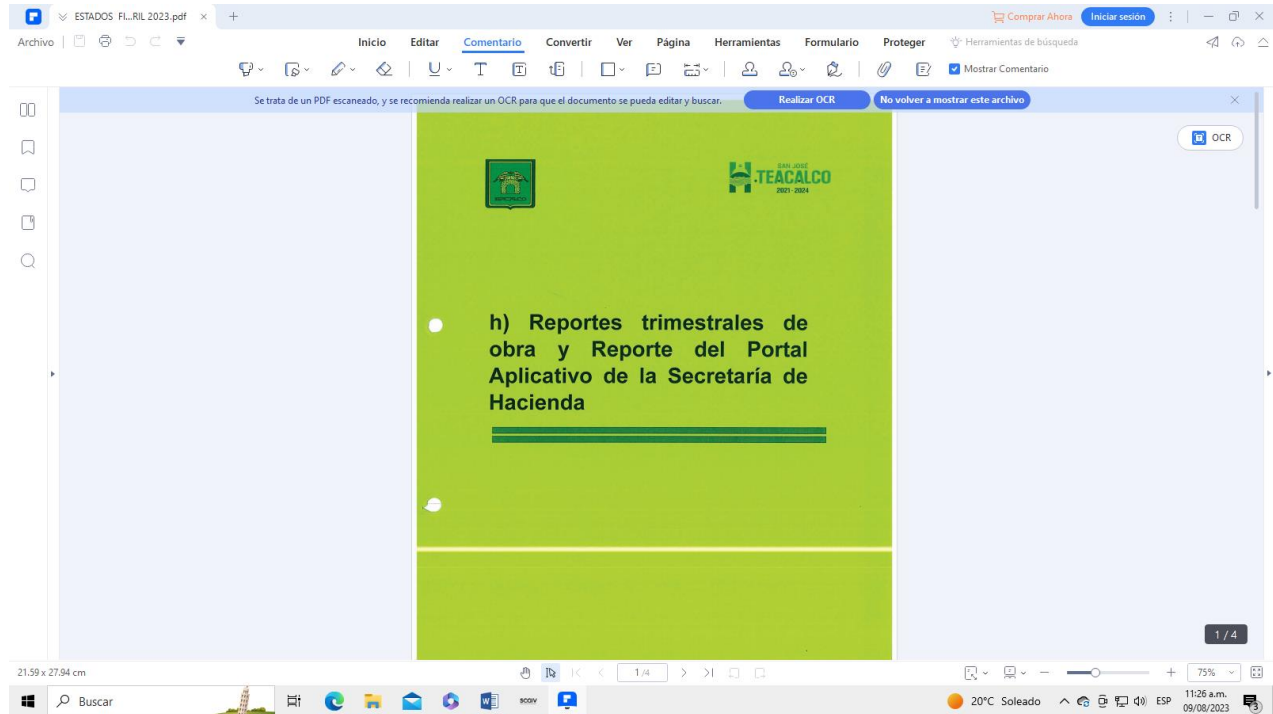 ESTADOS FI...RIL 2023.pdf
Comprar Ahora
Iniciar sesión
Archivo
Inicio Editar Comentario Convertir Ver Página Herramientas Formulario Proteger
Herramientas de búsqueda
Mostrar Comentario
Se trata de un PDF escaneado, y se recomienda realizar un OCR para que el documento se pueda editar y buscar.
Realizar OCR
No volver a mostrar este archivo
OCR
SAN JOSÉ
H.TEACALCO
2021 - 2024
h) Reportes trimestrales de
obra y Reporte del Portal
Aplicativo de la Secretaría de
Hacienda
1 / 4
21.59 x 27.94 cm
1 /4
75%
Buscar
20°C Soleado
ESP
11:26 a.m.
09/08/2023
3